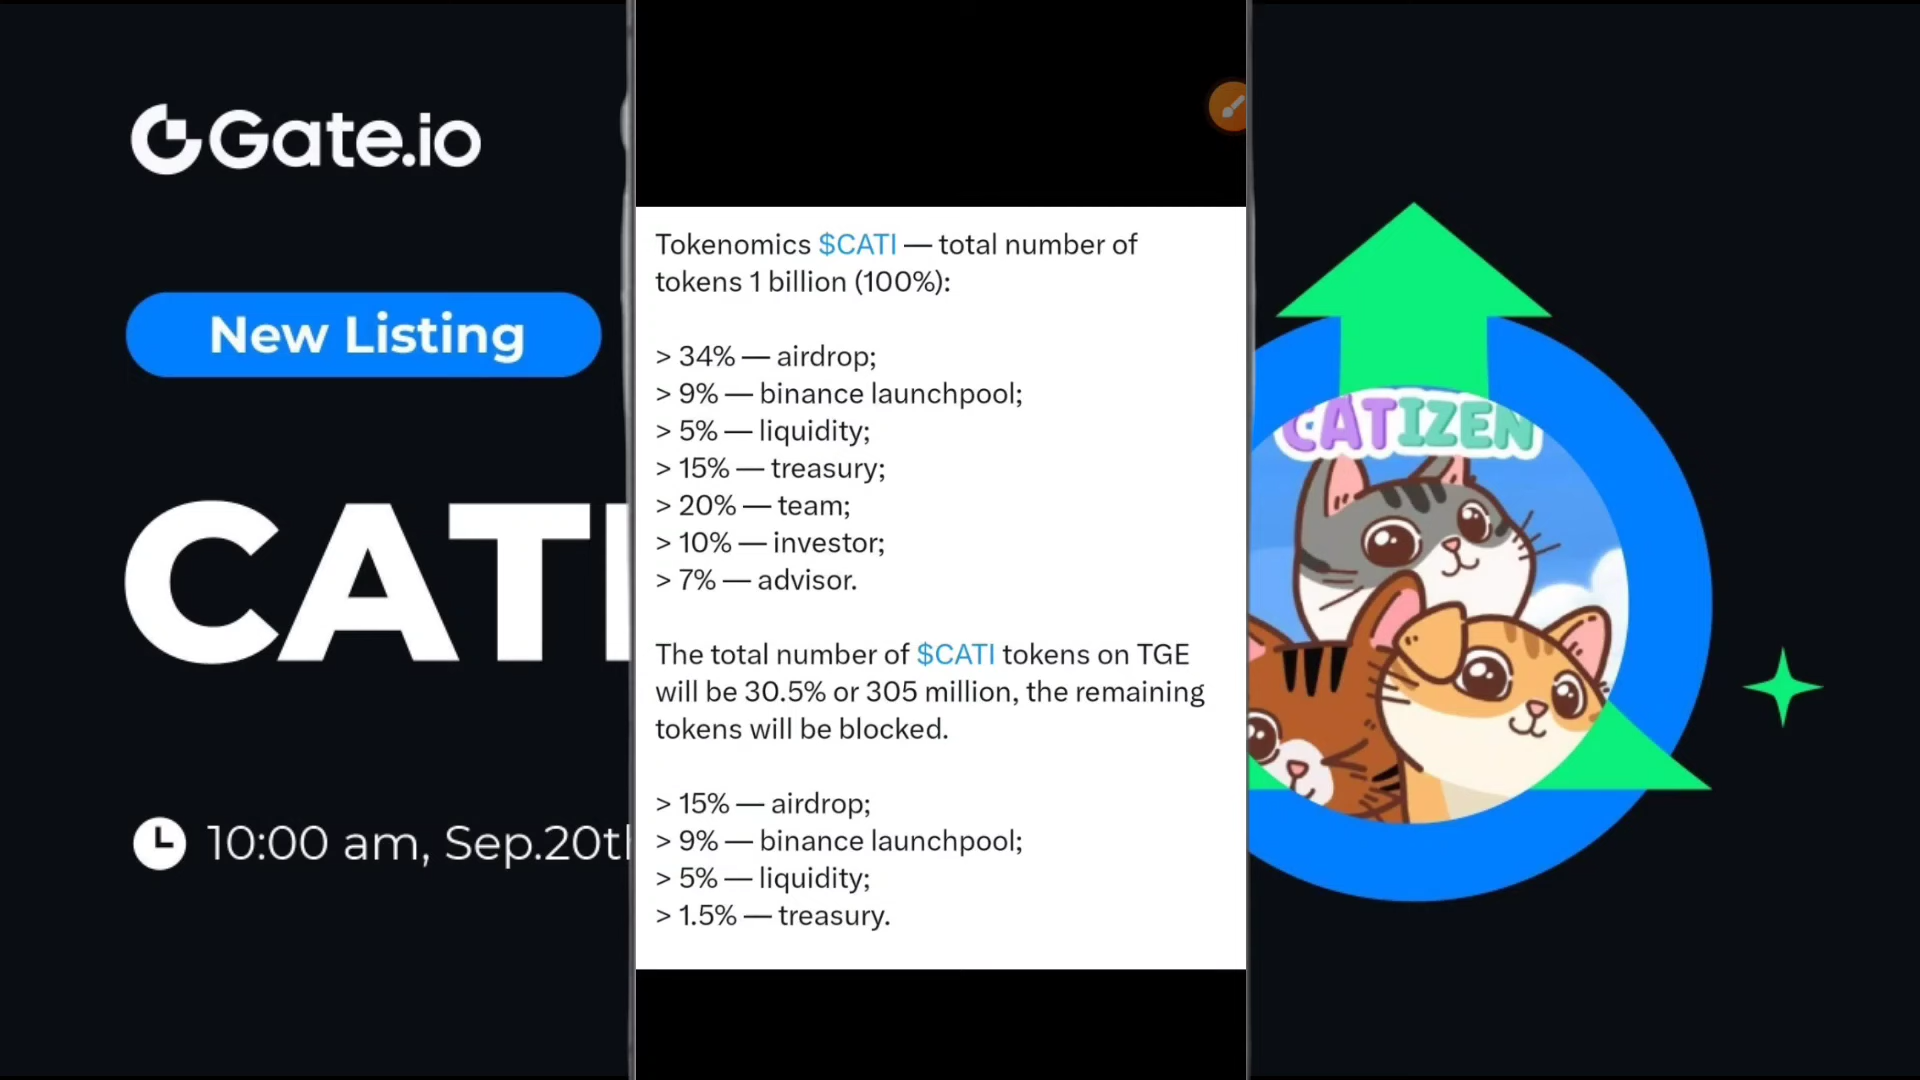 Gate.io
New Listing
CATI
10:00 am, Sep.20th
Tokenomics $CATI — total number of
tokens 1 billion (100%):
> 34% — airdrop;
> 9% — binance launchpool;
> 5% — liquidity;
> 15% — treasury;
> 20% — team;
> 10% — investor;
> 7% — advisor.
The total number of $CATI tokens on TGE
will be 30.5% or 305 million, the remaining
tokens will be blocked.
> 15% — airdrop;
> 9% — binance launchpool;
> 5% — liquidity;
> 1.5% — treasury.
CATIZEN